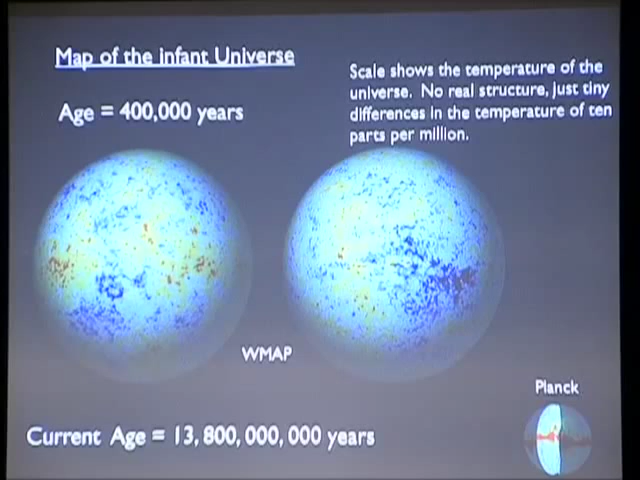 Map of the infant Universe
Age = 400,000 years
Scale shows the temperature of the
universe. No real structure, just tiny
differences in the temperature of ten
parts per million.
WMAP
Planck
Current Age = 13,800,000,000 years